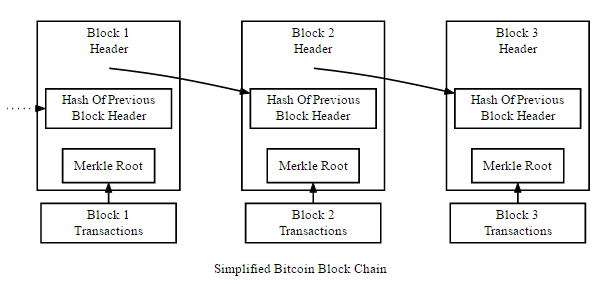 Block 1
Header
Hash Of Previous
Block Header
Merkle Root
Block 1
Transactions
Block 2
Header
Hash Of Previous
Block Header
Merkle Root
Block 2
Transactions
Block 3
Header
Hash Of Previous
Block Header
Merkle Root
Block 3
Transactions
Simplified Bitcoin Block Chain